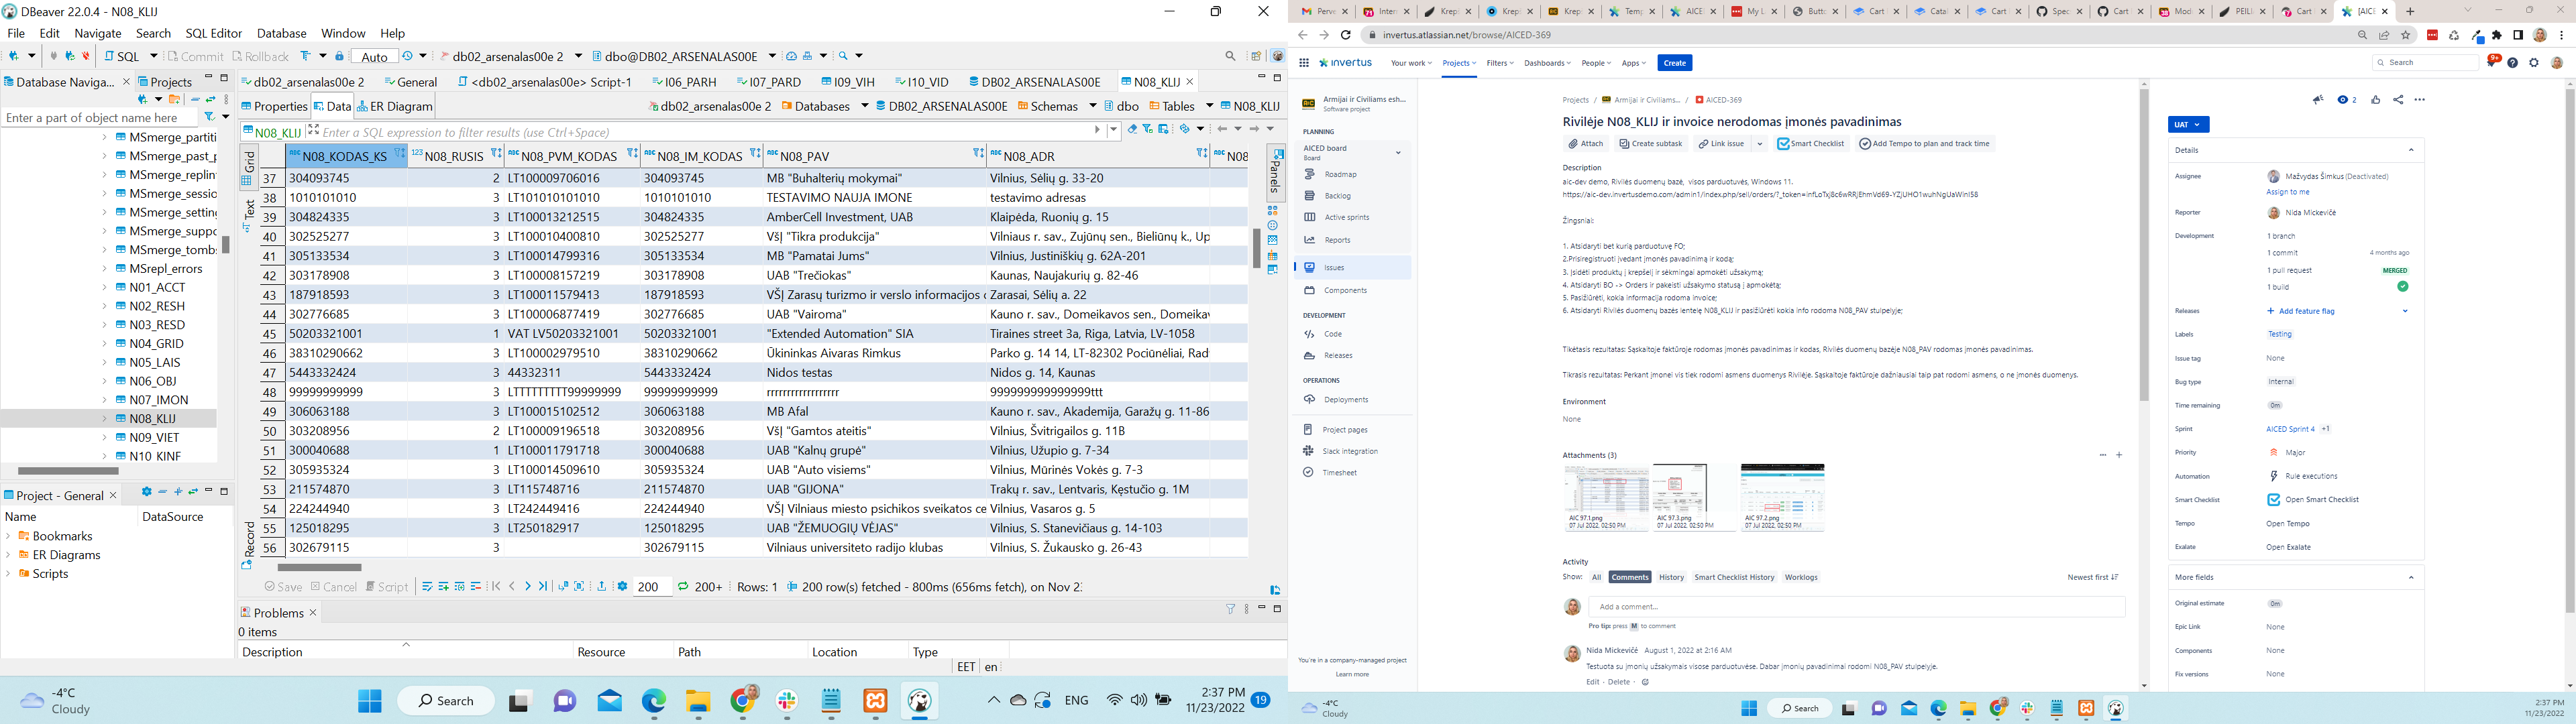 DBeaver 22.0.4 - N08_KLIJ
File Edit Navigate Search SQL Editor Database Window Help
SQL Commit Rollback Auto db02_arsenalas00e 2 dbo@DB02_ARSENALAS00E
Database Naviga... Projects
Enter a part of object name here
MSmerge_partiti
MSmerge_past_p
MSmerge_replint
MSmerge_sessio
MSmerge_setting
MSmerge_suppo
MSmerge_tombs
MSrepl_errors
N01_ACCT
N02_RESH
N03_RESD
N04_GRID
N05_LAIS
N06_OBJ
N07_IMON
N08_KLIJ
N09_VIET
N10_KINF
Project - General
Name DataSource
Bookmarks
ER Diagrams
Scripts
db02_arsenalas00e 2 General <db02_arsenalas00e> Script-1 I06_PARH I07_PARD I09_VIH I10_VID DB02_ARSENALAS00E N08_KLIJ
Properties Data ER Diagram db02_arsenalas00e 2 Databases DB02_ARSENALAS00E Schemas dbo Tables N08_KLIJ
N08_KLIJ Enter a SQL expression to filter results (use Ctrl+Space)
Grid
Text
Record
Panels
N08_KODAS_KS N08_RUSIS N08_PVM_KODAS N08_IM_KODAS N08_PAV N08_ADR N08
37 304093745 2 LT100009706016 304093745 MB "Buhalterių mokymai" Vilnius, Sėlių g. 33-20
38 1010101010 3 LT101010101010 1010101010 TESTAVIMO NAUJA IMONE testavimo adresas
39 304824335 3 LT100013212515 304824335 AmberCell Investment, UAB Klaipėda, Ruonių g. 15
40 302525277 3 LT100010400810 302525277 VšĮ "Tikra produkcija" Vilniaus r. sav., Zujūnų sen., Bieliūnų k., Up
41 305133534 3 LT100014799316 305133534 MB "Pamatai Jums" Vilnius, Justiniškių g. 62A-201
42 303178908 3 LT100008157219 303178908 UAB "Trečiokas" Kaunas, Naujakurių g. 82-46
43 187918593 3 LT100011579413 187918593 VŠĮ Zarasų turizmo ir verslo informacijos c Zarasai, Sėlių a. 22
44 302776685 3 LT100006877419 302776685 UAB "Vairoma" Kauno r. sav., Domeikavos sen., Domeikav
45 50203321001 1 VAT LV50203321001 50203321001 "Extended Automation" SIA Tiraines street 3a, Riga, Latvia, LV-1058
46 38310290662 3 LT100002979510 38310290662 Ūkininkas Aivaras Rimkus Parko g. 14 14, LT-82302 Pociūnėliai, Rad
47 5443332424 3 44332311 5443332424 Nidos testas Nidos g. 14, Kaunas
48 99999999999 3 LTTTTTTTT99999999 99999999999 rrrrrrrrrrrrrrrrrr 9999999999999999ttt
49 306063188 3 LT100015102512 306063188 MB Afal Kauno r. sav., Akademija, Garažų g. 11-86
50 303208956 2 LT100009196518 303208956 VšĮ "Gamtos ateitis" Vilnius, Švitrigailos g. 11B
51 300040688 1 LT100011791718 300040688 UAB "Kalnų grupė" Vilnius, Užupio g. 7-34
52 305935324 3 LT100014509610 305935324 UAB "Auto visiems" Vilnius, Mūrinės Vokės g. 7-3
53 211574870 3 LT115748716 211574870 UAB "GIJONA" Trakų r. sav., Lentvaris, Kęstučio g. 1M
54 224244940 3 LT242449416 224244940 VŠĮ Vilniaus miesto psichikos sveikatos ce Vilnius, Vasaros g. 5
55 125018295 3 LT250182917 125018295 UAB "ŽEMUOGIŲ VĖJAS" Vilnius, S. Stanevičiaus g. 14-103
56 302679115 3 302679115 Vilniaus universiteto radijo klubas Vilnius, S. Žukausko g. 26-43
Save Cancel Script 200 200+ Rows: 1 200 row(s) fetched - 800ms (656ms fetch), on Nov 2
Problems
0 items
Description Resource Path Location Type
EET en
-4°C
Cloudy
Search
ENG
2:37 PM
11/23/2022
19
invertus.atlassian.net/browse/AICED-369
invertus Your work Projects Filters Dashboards People Apps Create Search 9+
Armijai ir Civiliams esh...
Software project
PLANNING
AICED board
Board
Roadmap
Backlog
Active sprints
Reports
Issues
Components
DEVELOPMENT
Code
Releases
OPERATIONS
Deployments
Project pages
Slack integration
Timesheet
You're in a company-managed project
Learn more
Projects / Armijai ir Civiliams... / AICED-369
Rivilėje N08_KLIJ ir invoice nerodomas įmonės pavadinimas
Attach Create subtask Link issue Smart Checklist Add Tempo to plan and track time
Description
aic-dev demo, Rivilės duomenų bazė, visos parduotuvės, Windows 11.
Žingsniai:
1. Atsidaryti bet kurią parduotuvę FO;
2.Prisiregistruoti įvedant įmonės pavadinimą ir kodą;
3. Įsidėti produktų į krepšelį ir sėkmingai apmokėti užsakymą;
4. Atsidaryti BO -> Orders ir pakeisti užsakymo statusą į apmokėtą;
5. Pasižiūrėti, kokia informacija rodoma invoice;
6. Atsidaryti Rivilės duomenų bazės lentelę N08_KLIJ ir pasižiūrėti kokia info rodoma N08_PAV stulpelyje;
Tikėtasis rezultatas: Sąskaitoje faktūroje rodomas įmonės pavadinimas ir kodas, Rivilės duomenų bazėje N08_PAV rodomas įmonės pavadinimas.
Tikrasis rezultatas: Perkant įmonei vis tiek rodomi asmens duomenys Rivilėje. Sąskaitoje faktūroje dažniausiai taip pat rodomi asmens, o ne įmonės duomenys.
Environment
None
Attachments (3)
AIC 97.1.png
07 Jul 2022, 02:50 PM
AIC 97.3.png
07 Jul 2022, 02:50 PM
AIC 97.2.png
07 Jul 2022, 02:50 PM
Activity
Show: All Comments History Smart Checklist History Worklogs Newest first
Add a comment...
Pro tip: press M to comment
Nida Mickevičė August 1, 2022 at 2:16 AM
Testuota su įmonių užsakymais visose parduotuvėse. Dabar įmonių pavadinimai rodomi N08_PAV stulpelyje.
Edit · Delete ·
2
UAT
Details
Assignee Mažvydas Šimkus (Deactivated)
Assign to me
Reporter Nida Mickevičė
Development 1 branch
1 commit 4 months ago
1 pull request MERGED
1 build
Releases Add feature flag
Labels Testing
Issue tag None
Bug type Internal
Time remaining 0m
Sprint AICED Sprint 4 +1
Priority Major
Automation Rule executions
Smart Checklist Open Smart Checklist
Tempo Open Tempo
Exalate Open Exalate
More fields
Original estimate 0m
Epic Link None
Components None
Fix versions None
-4°C
Cloudy
Search
2:37 PM
11/23/2022